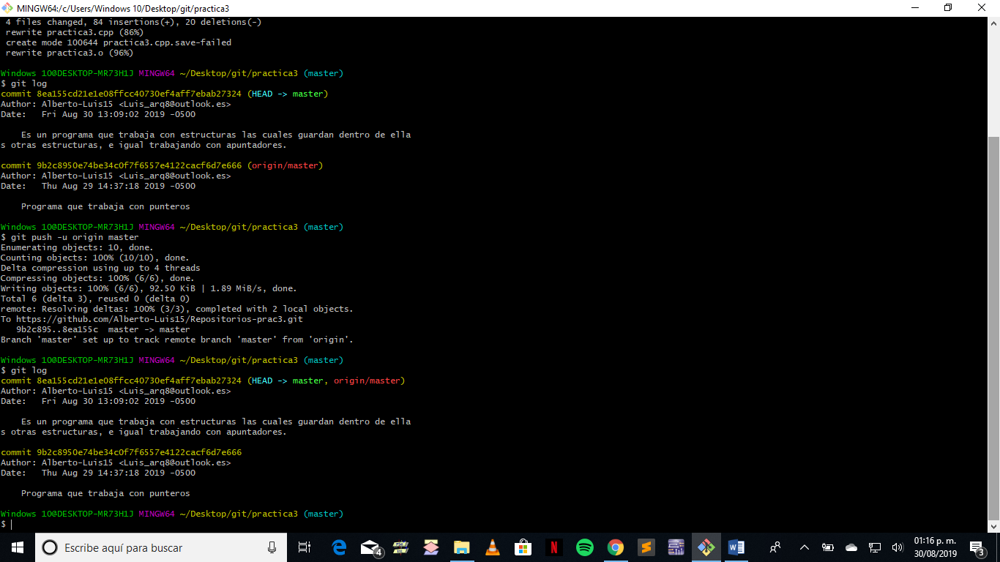 MINGW64:/c/Users/Windows 10/Desktop/git/practica3
4 files changed, 84 insertions(+), 20 deletions(-)
rewrite practica3.cpp (86%)
create mode 100644 practica3.cpp.save-failed
rewrite practica3.o (96%)
Windows 10@DESKTOP-MR73H1J MINGW64 ~/Desktop/git/practica3 (master)
$ git log
commit 8ea155cd21e1e08ffcc40730ef4aff7ebab27324 (HEAD -> master)
Author: Alberto-Luis15 <Luis_arq8@outlook.es>
Date:   Fri Aug 30 13:09:02 2019 -0500
Es un programa que trabaja con estructuras las cuales guardan dentro de ella
s otras estructuras, e igual trabajando con apuntadores.
commit 9b2c8950e74be34c0f7f6557e4122cacf6d7e666 (origin/master)
Author: Alberto-Luis15 <Luis_arq8@outlook.es>
Date:   Thu Aug 29 14:37:18 2019 -0500
Programa que trabaja con punteros
Windows 10@DESKTOP-MR73H1J MINGW64 ~/Desktop/git/practica3 (master)
$ git push -u origin master
Enumerating objects: 10, done.
Counting objects: 100% (10/10), done.
Delta compression using up to 4 threads
Compressing objects: 100% (6/6), done.
Writing objects: 100% (6/6), 92.50 KiB | 1.89 MiB/s, done.
Total 6 (delta 3), reused 0 (delta 0)
remote: Resolving deltas: 100% (3/3), completed with 2 local objects.
To https://github.com/Alberto-Luis15/Repositorios-prac3.git
9b2c895..8ea155c  master -> master
Branch 'master' set up to track remote branch 'master' from 'origin'.
Windows 10@DESKTOP-MR73H1J MINGW64 ~/Desktop/git/practica3 (master)
$ git log
commit 8ea155cd21e1e08ffcc40730ef4aff7ebab27324 (HEAD -> master, origin/master)
Author: Alberto-Luis15 <Luis_arq8@outlook.es>
Date:   Fri Aug 30 13:09:02 2019 -0500
Es un programa que trabaja con estructuras las cuales guardan dentro de ella
s otras estructuras, e igual trabajando con apuntadores.
commit 9b2c8950e74be34c0f7f6557e4122cacf6d7e666
Author: Alberto-Luis15 <Luis_arq8@outlook.es>
Date:   Thu Aug 29 14:37:18 2019 -0500
Programa que trabaja con punteros
Windows 10@DESKTOP-MR73H1J MINGW64 ~/Desktop/git/practica3 (master)
$
Escribe aquí para buscar
4
01:16 p. m.
30/08/2019
3